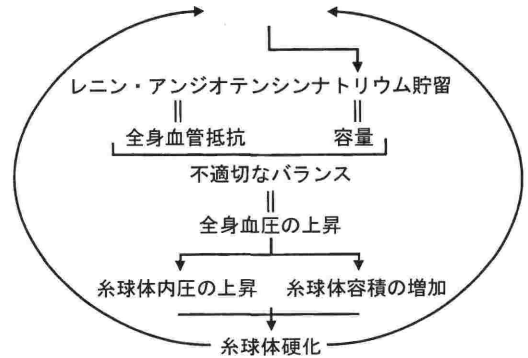 レニン・アンジオテンシンナトリウム貯留
全身血管抵抗 容量
不適切なバランス
全身血圧の上昇
糸球体内圧の上昇 糸球体容積の増加
糸球体硬化